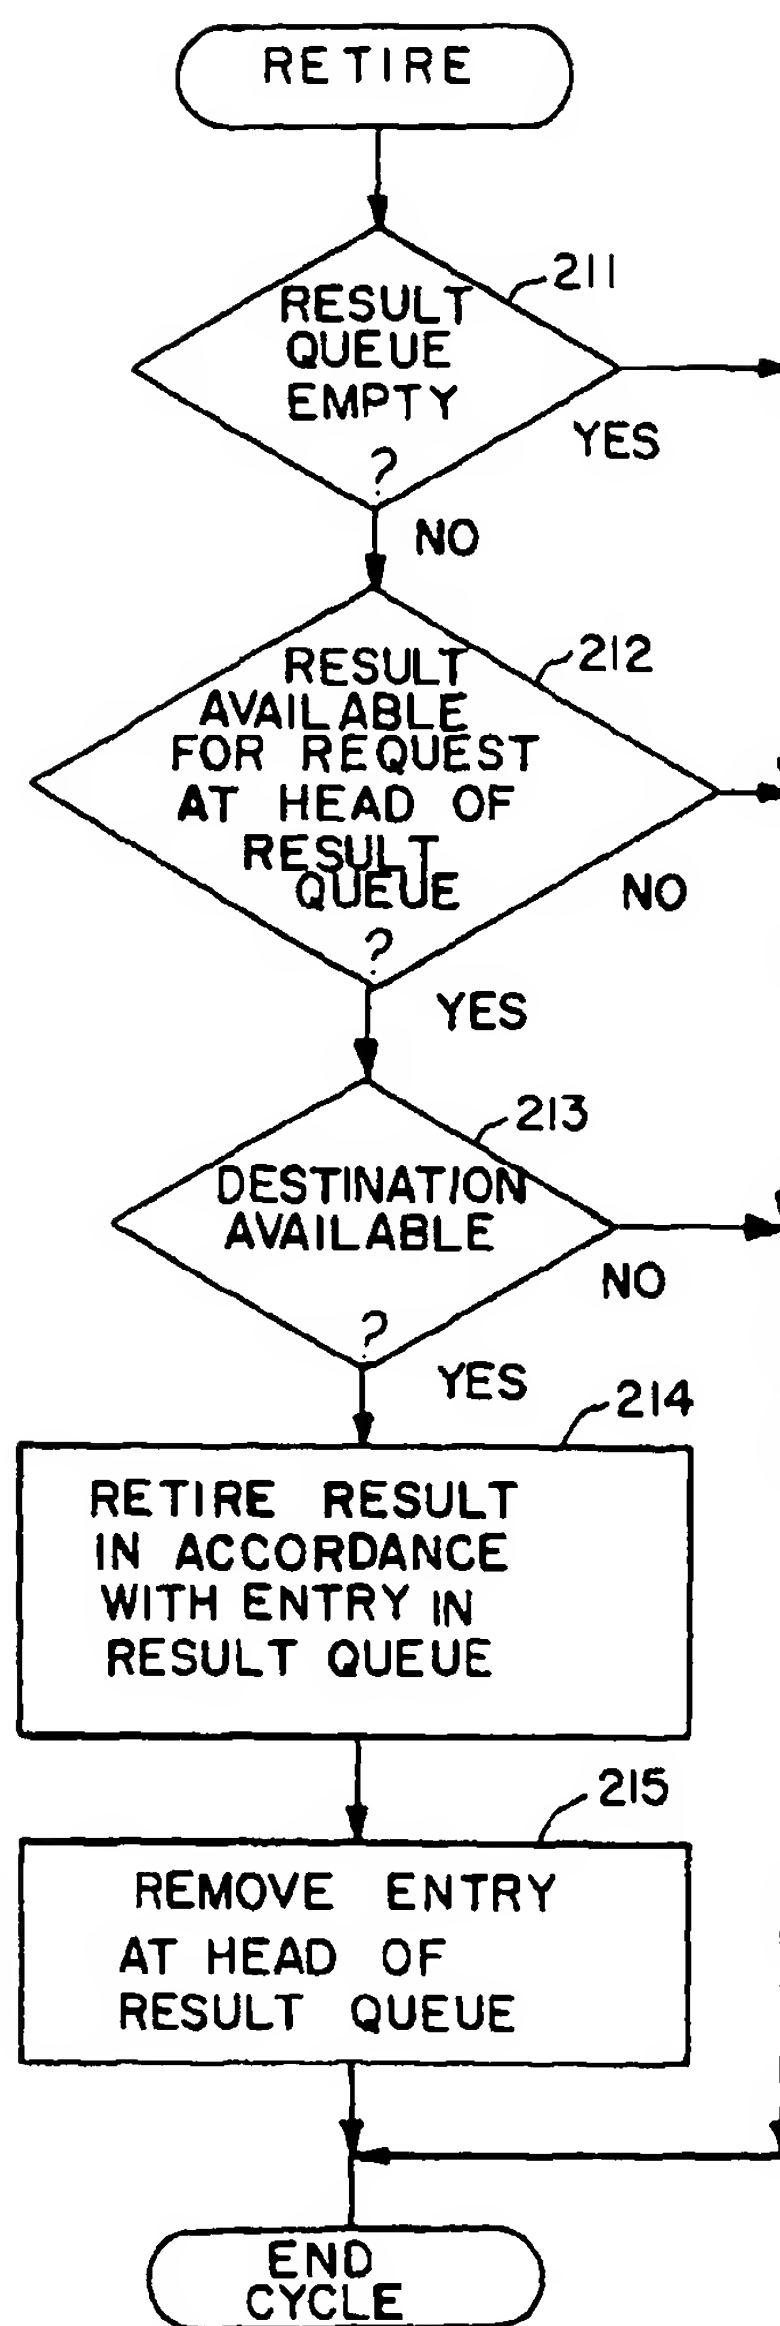 RETIRE
211
RESULT
QUEUE
EMPTY
?
YES
NO
212
RESULT
AVAILABLE
FOR REQUEST
AT HEAD OF
RESULT
QUEUE
?
NO
YES
213
DESTINATION
AVAILABLE
?
NO
YES
214
RETIRE RESULT
IN ACCORDANCE
WITH ENTRY IN
RESULT QUEUE
215
REMOVE ENTRY
AT HEAD OF
RESULT QUEUE
END
CYCLE